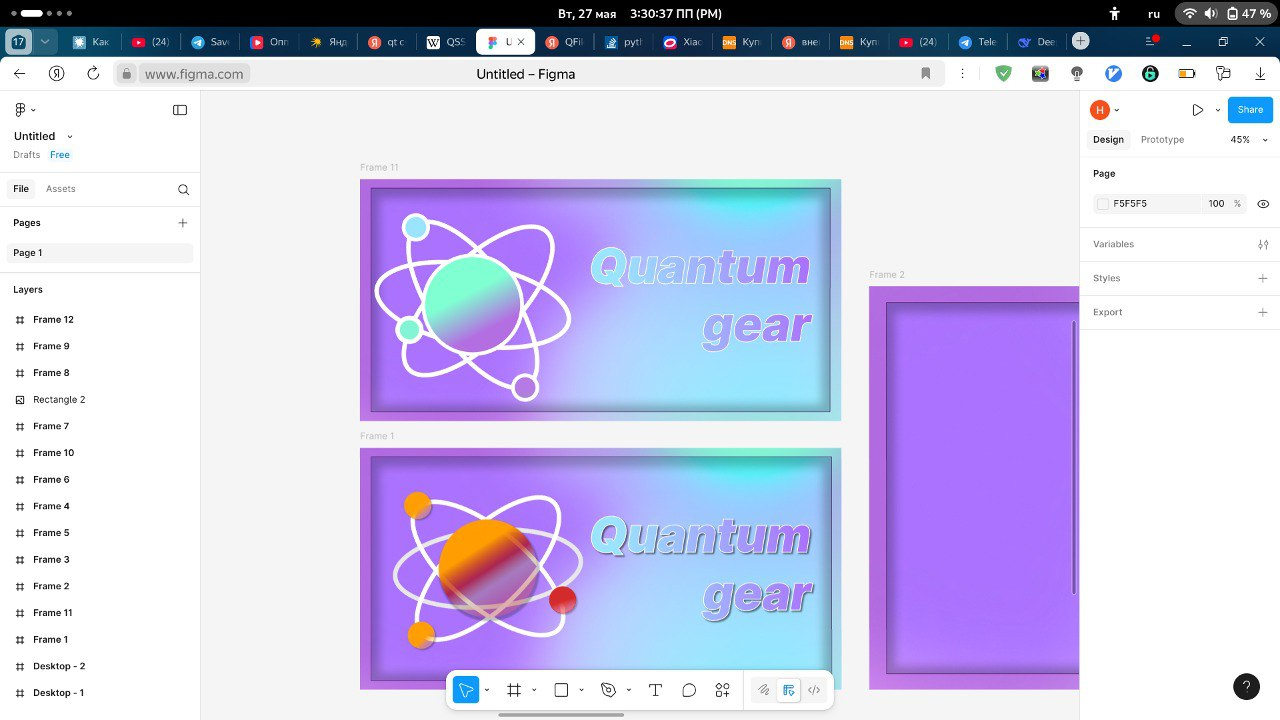 Вт, 27 мая 3:30:37 ПП (PM)
ru
47 %
17
Как
(24)
Save
Опп
Янд
qt c
QSS
U
QFil
pytl
Xiao
Куп
вне
Купи
(24)
Tele
Dee
www.figma.com
Untitled – Figma
Untitled
Drafts Free
File Assets
Pages
Page 1
Layers
Frame 12
Frame 9
Frame 8
Rectangle 2
Frame 7
Frame 10
Frame 6
Frame 4
Frame 5
Frame 3
Frame 2
Frame 11
Frame 1
Desktop - 2
Desktop - 1
Frame 11
Quantum
gear
Frame 1
Quantum
gear
Frame 2
H
Share
Design Prototype 45%
Page
F5F5F5 100 %
Variables
Styles
Export
?